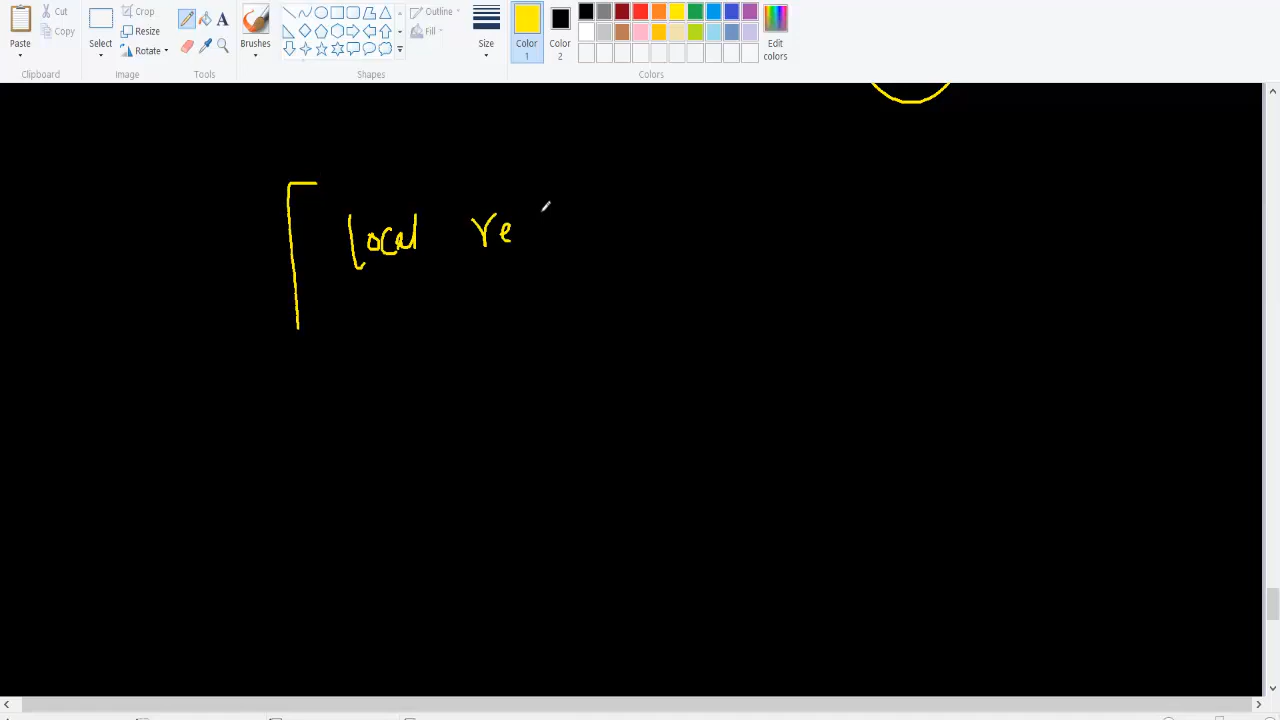 Paste
Cut
Copy
Clipboard
Select
Crop
Resize
Rotate
Image
Tools
Brushes
Shapes
Outline
Fill
Size
Color
1
Color
2
Colors
Edit
colors
local re